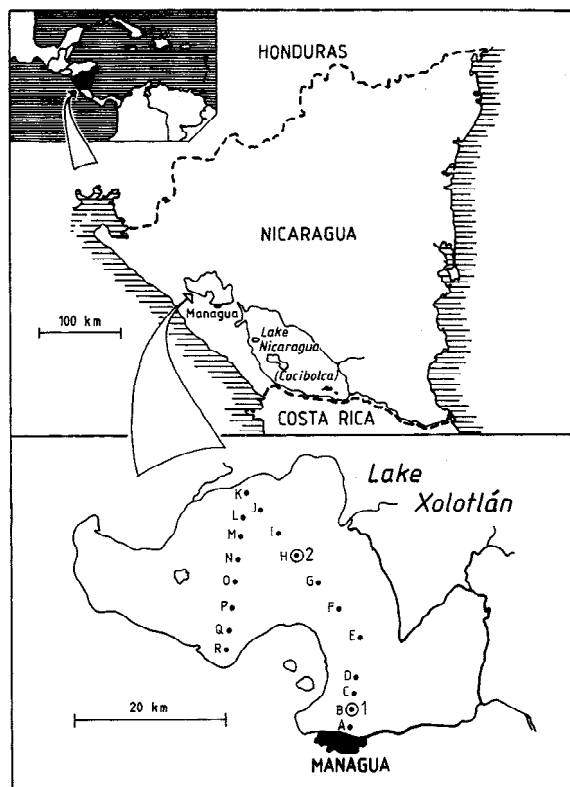 HONDURAS
NICARAGUA
Managua
100 km
Lake
Nicaragua
(Cocibolca)
COSTA RICA
Lake
Xolotlán
K
J
L
M
I
N
H 2
O
G
P
F
Q
E
R
D
C
B 1
A
20 km
MANAGUA